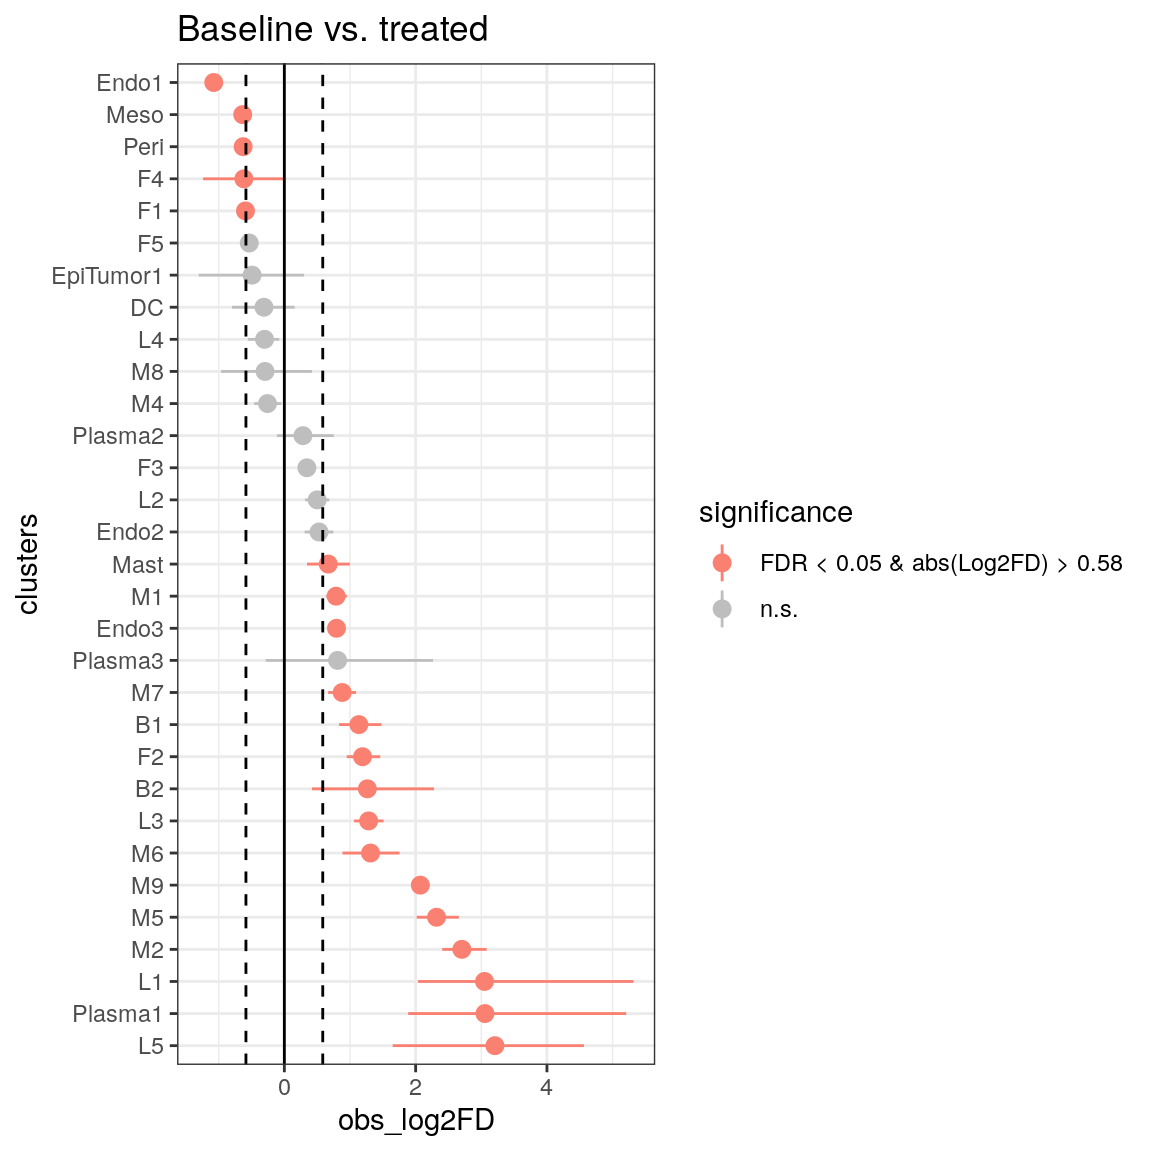 Baseline vs. treated
clusters
Endo1
Meso
Peri
F4
F1
F5
EpiTumor1
DC
L4
M8
M4
Plasma2
F3
L2
Endo2
Mast
M1
Endo3
Plasma3
M7
B1
F2
B2
L3
M6
M9
M5
M2
L1
Plasma1
L5
0 2 4
obs_log2FD
significance
FDR < 0.05 & abs(Log2FD) > 0.58
n.s.